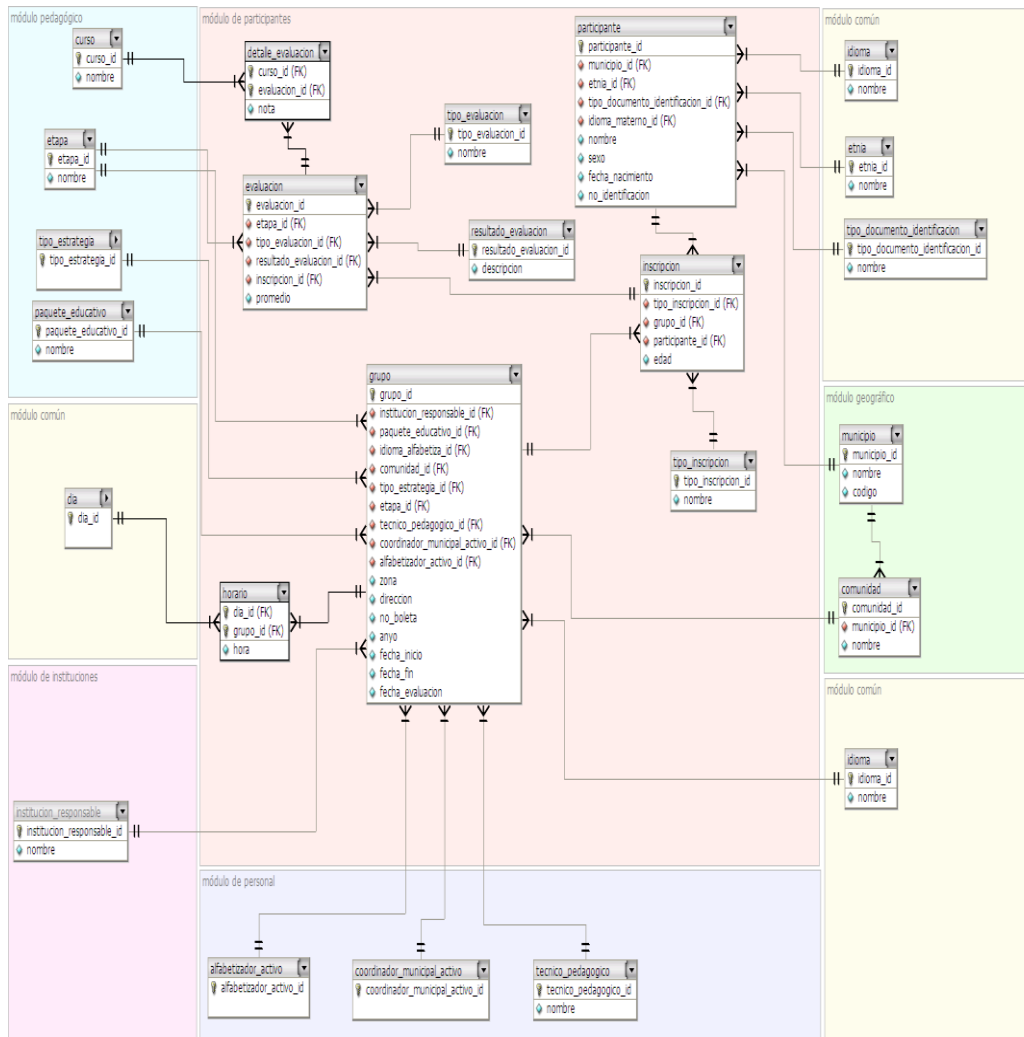 módulo pedagógico
curso
curso_id
nombre
etapa
etapa_id
nombre
tipo_estrategia
tipo_estrategia_id
paquete_educativo
paquete_educativo_id
nombre
módulo de participantes
detalle_evaluacion
curso_id (FK)
evaluacion_id (FK)
nota
tipo_evaluacion
tipo_evaluacion_id
nombre
evaluacion
evaluacion_id
etapa_id (FK)
tipo_evaluacion_id (FK)
resultado_evaluacion_id (FK)
inscripcion_id (FK)
promedio
resultado_evaluacion
resultado_evaluacion_id
descripcion
participante
participante_id
municipio_id (FK)
etnia_id (FK)
tipo_documento_identificacion_id (FK)
idioma_materno_id (FK)
nombre
sexo
fecha_nacimiento
no_identificacion
inscripcion
inscripcion_id
tipo_inscripcion_id (FK)
grupo_id (FK)
participante_id (FK)
edad
tipo_inscripcion
tipo_inscripcion_id
nombre
grupo
grupo_id
institucion_responsable_id (FK)
paquete_educativo_id (FK)
idioma_alfabetiza_id (FK)
comunidad_id (FK)
tipo_estrategia_id (FK)
etapa_id (FK)
tecnico_pedagogico_id (FK)
coordinador_municipal_activo_id (FK)
alfabetizador_activo_id (FK)
zona
direccion
no_boleta
anyo
fecha_inicio
fecha_fin
fecha_evaluacion
horario
dia_id (FK)
grupo_id (FK)
hora
módulo común
idioma
idioma_id
nombre
etnia
etnia_id
nombre
tipo_documento_identificacion
tipo_documento_identificacion_id
nombre
módulo geográfico
municipio
municipio_id
nombre
codigo
comunidad
comunidad_id
municipio_id (FK)
nombre
módulo común
idioma
idioma_id
nombre
módulo común
dia
dia_id
módulo de instituciones
institucion_responsable
institucion_responsable_id
nombre
módulo de personal
alfabetizador_activo
alfabetizador_activo_id
coordinador_municipal_activo
coordinador_municipal_activo_id
tecnico_pedagogico
tecnico_pedagogico_id
nombre